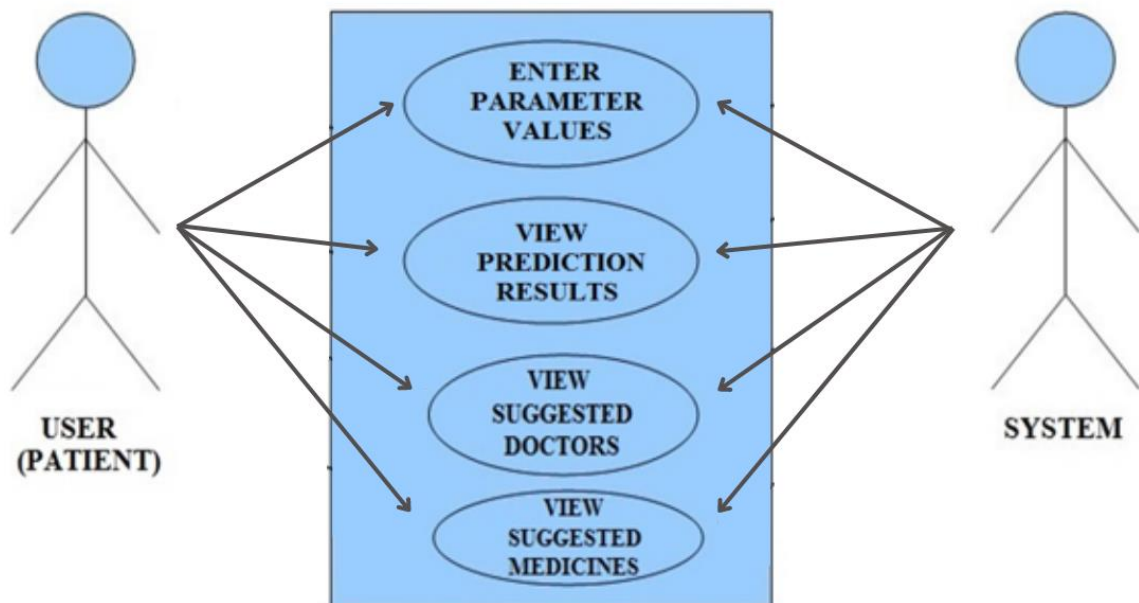 ENTER
PARAMETER
VALUES
VIEW
PREDICTION
RESULTS
VIEW
SUGGESTED
DOCTORS
VIEW
SUGGESTED
MEDICINES
USER
(PATIENT)
SYSTEM